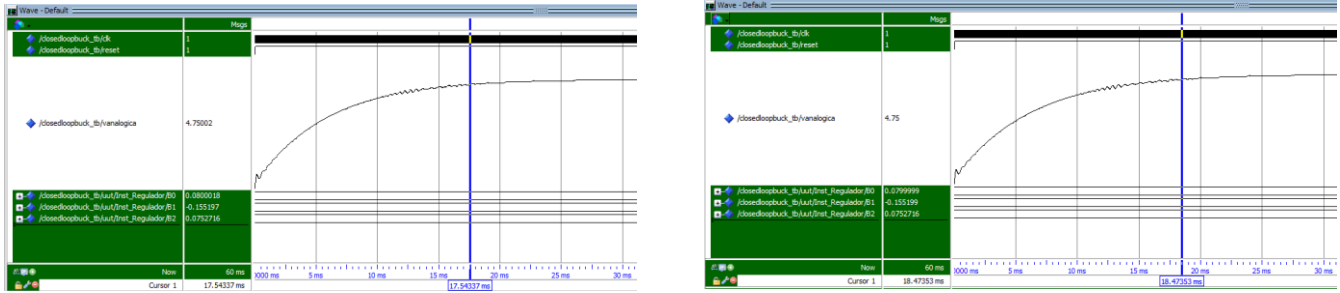 Wave - Default
Msgs
/closedloopbuck_tb/clk 1
/closedloopbuck_tb/reset 1
/closedloopbuck_tb/vanalogica 4.75002
/closedloopbuck_tb/uut/Inst_Regulador/B0 0.0800018
/closedloopbuck_tb/uut/Inst_Regulador/B1 -0.155197
/closedloopbuck_tb/uut/Inst_Regulador/B2 0.0752716
Now 60 ms 0000 ms 5 ms 10 ms 15 ms 20 ms 25 ms 30 ms
Cursor 1 17.54337 ms 17.54337 ms
Wave - Default
Msgs
/closedloopbuck_tb/clk 1
/closedloopbuck_tb/reset 1
/closedloopbuck_tb/vanalogica 4.75
/closedloopbuck_tb/uut/Inst_Regulador/B0 0.0799999
/closedloopbuck_tb/uut/Inst_Regulador/B1 -0.155199
/closedloopbuck_tb/uut/Inst_Regulador/B2 0.0752716
Now 60 ms 0000 ms 5 ms 10 ms 15 ms 20 ms 25 ms 30 ms
Cursor 1 18.47353 ms 18.47353 ms